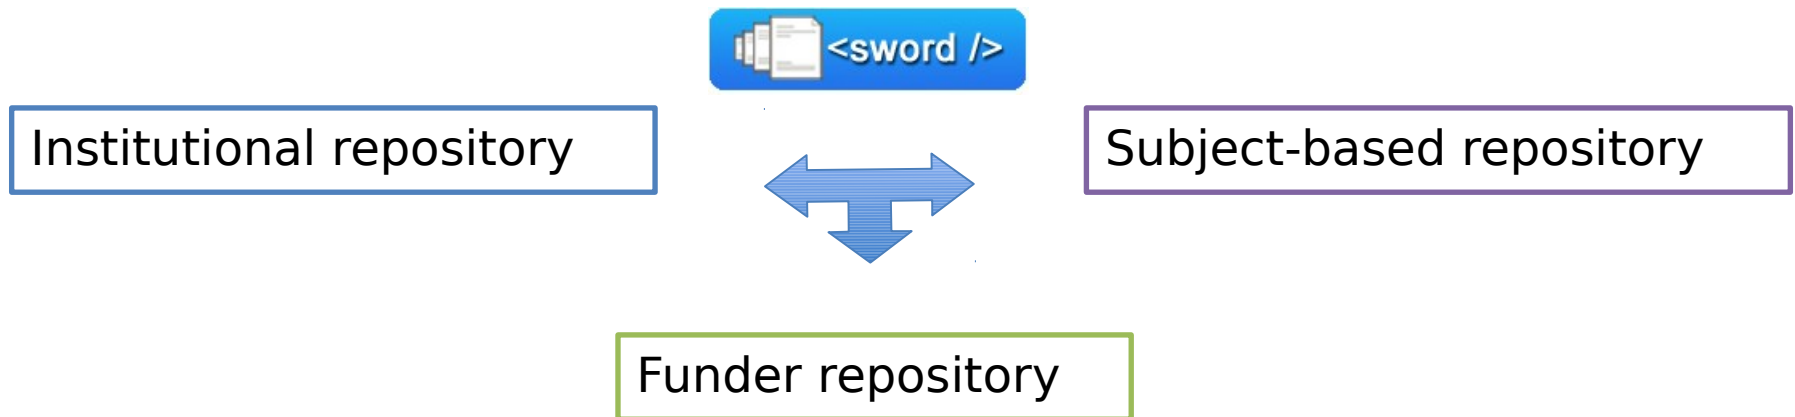 <sword />
Institutional repository
Subject-based repository
Funder repository